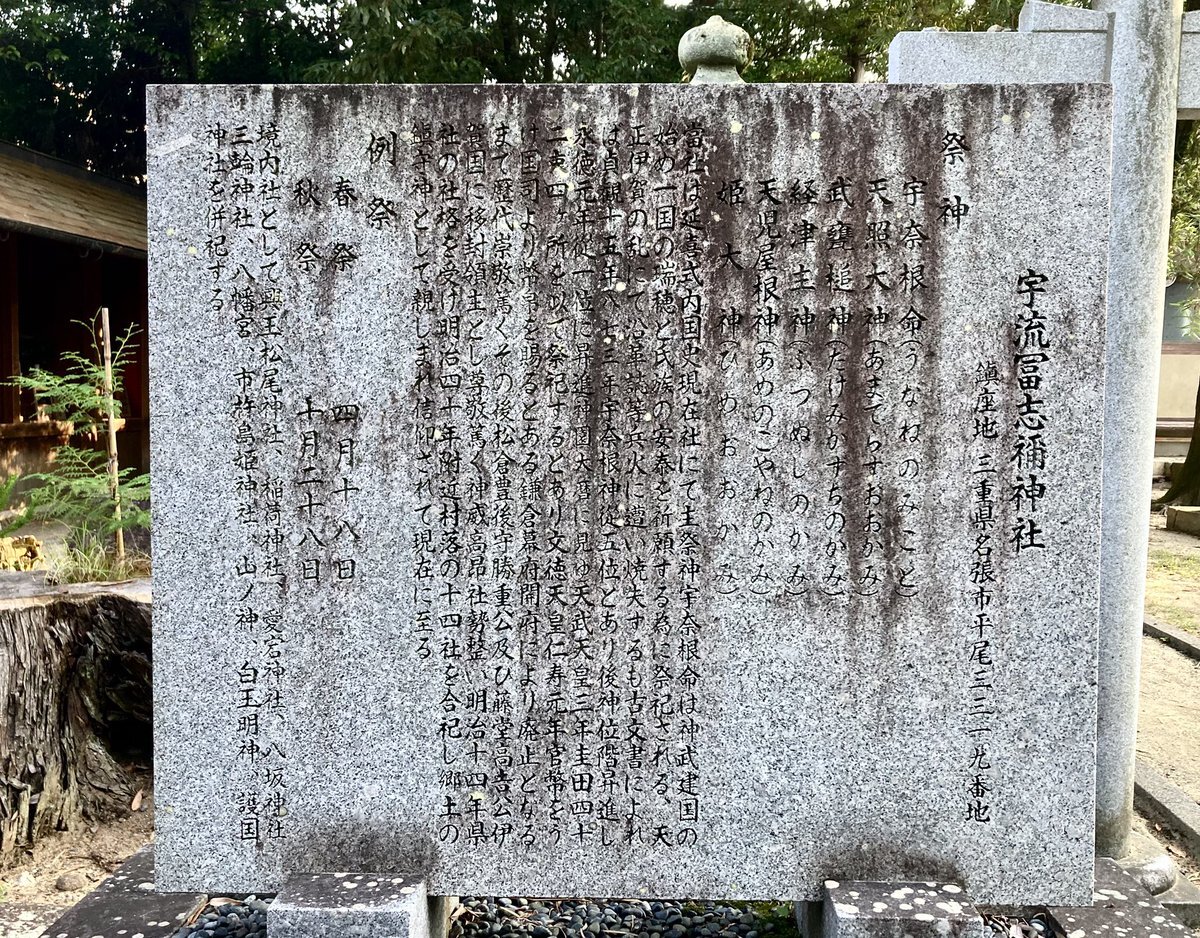 宇流冨志禰神社
鎮座地 三重県名張市平尾三三一九番地
祭神
宇奈根命(うなねのみこと)
天照大神(あまてらすおおかみ)
武甕槌神(たけみかずちのかみ)
経津主神(ふつぬしのかみ)
天児屋根神(あめのこやねのかみ)
姫大神(ひめおおかみ)
當社は延喜式内国史現在社にて主祭神宇奈根命は神武建国の
始め一国の瑞穂と氏族の安泰を祈願する為に祭祀される、天
正伊賀の乱にて沿革誌等兵火に遭い焼失するも古文書によれ
は貞観十五年八七三年宇奈根神従五位とあり後神位階昇進し
永徳元年従一位に昇進神國大唐に見ゆ天武天皇三年圭田四十
二束四ヶ所を以て祭祀するとあり文徳天皇仁寿元年官幣をう
け国司より を賜るとある鎌倉幕府開府により廃止となる
まで歴代崇敬篤くその後松倉豊後守勝重公及び藤堂高吉公伊
賀国に移封領主とし尊敬篤く神威高昂社勢整い明治十四年県
社の社格を受け明治四十年附近村落の十四社を合祀し郷土の
鎮守神として親しまれ信仰されて現在に至る
例祭
春祭 四月十八日
秋祭 十月二十八日
境内社として興玉松尾神社、稲荷神社、愛宕神社、八坂神社
三輪神社、八幡宮、市杵島姫神社、山ノ神 白玉明神、護国
神社を併祀する